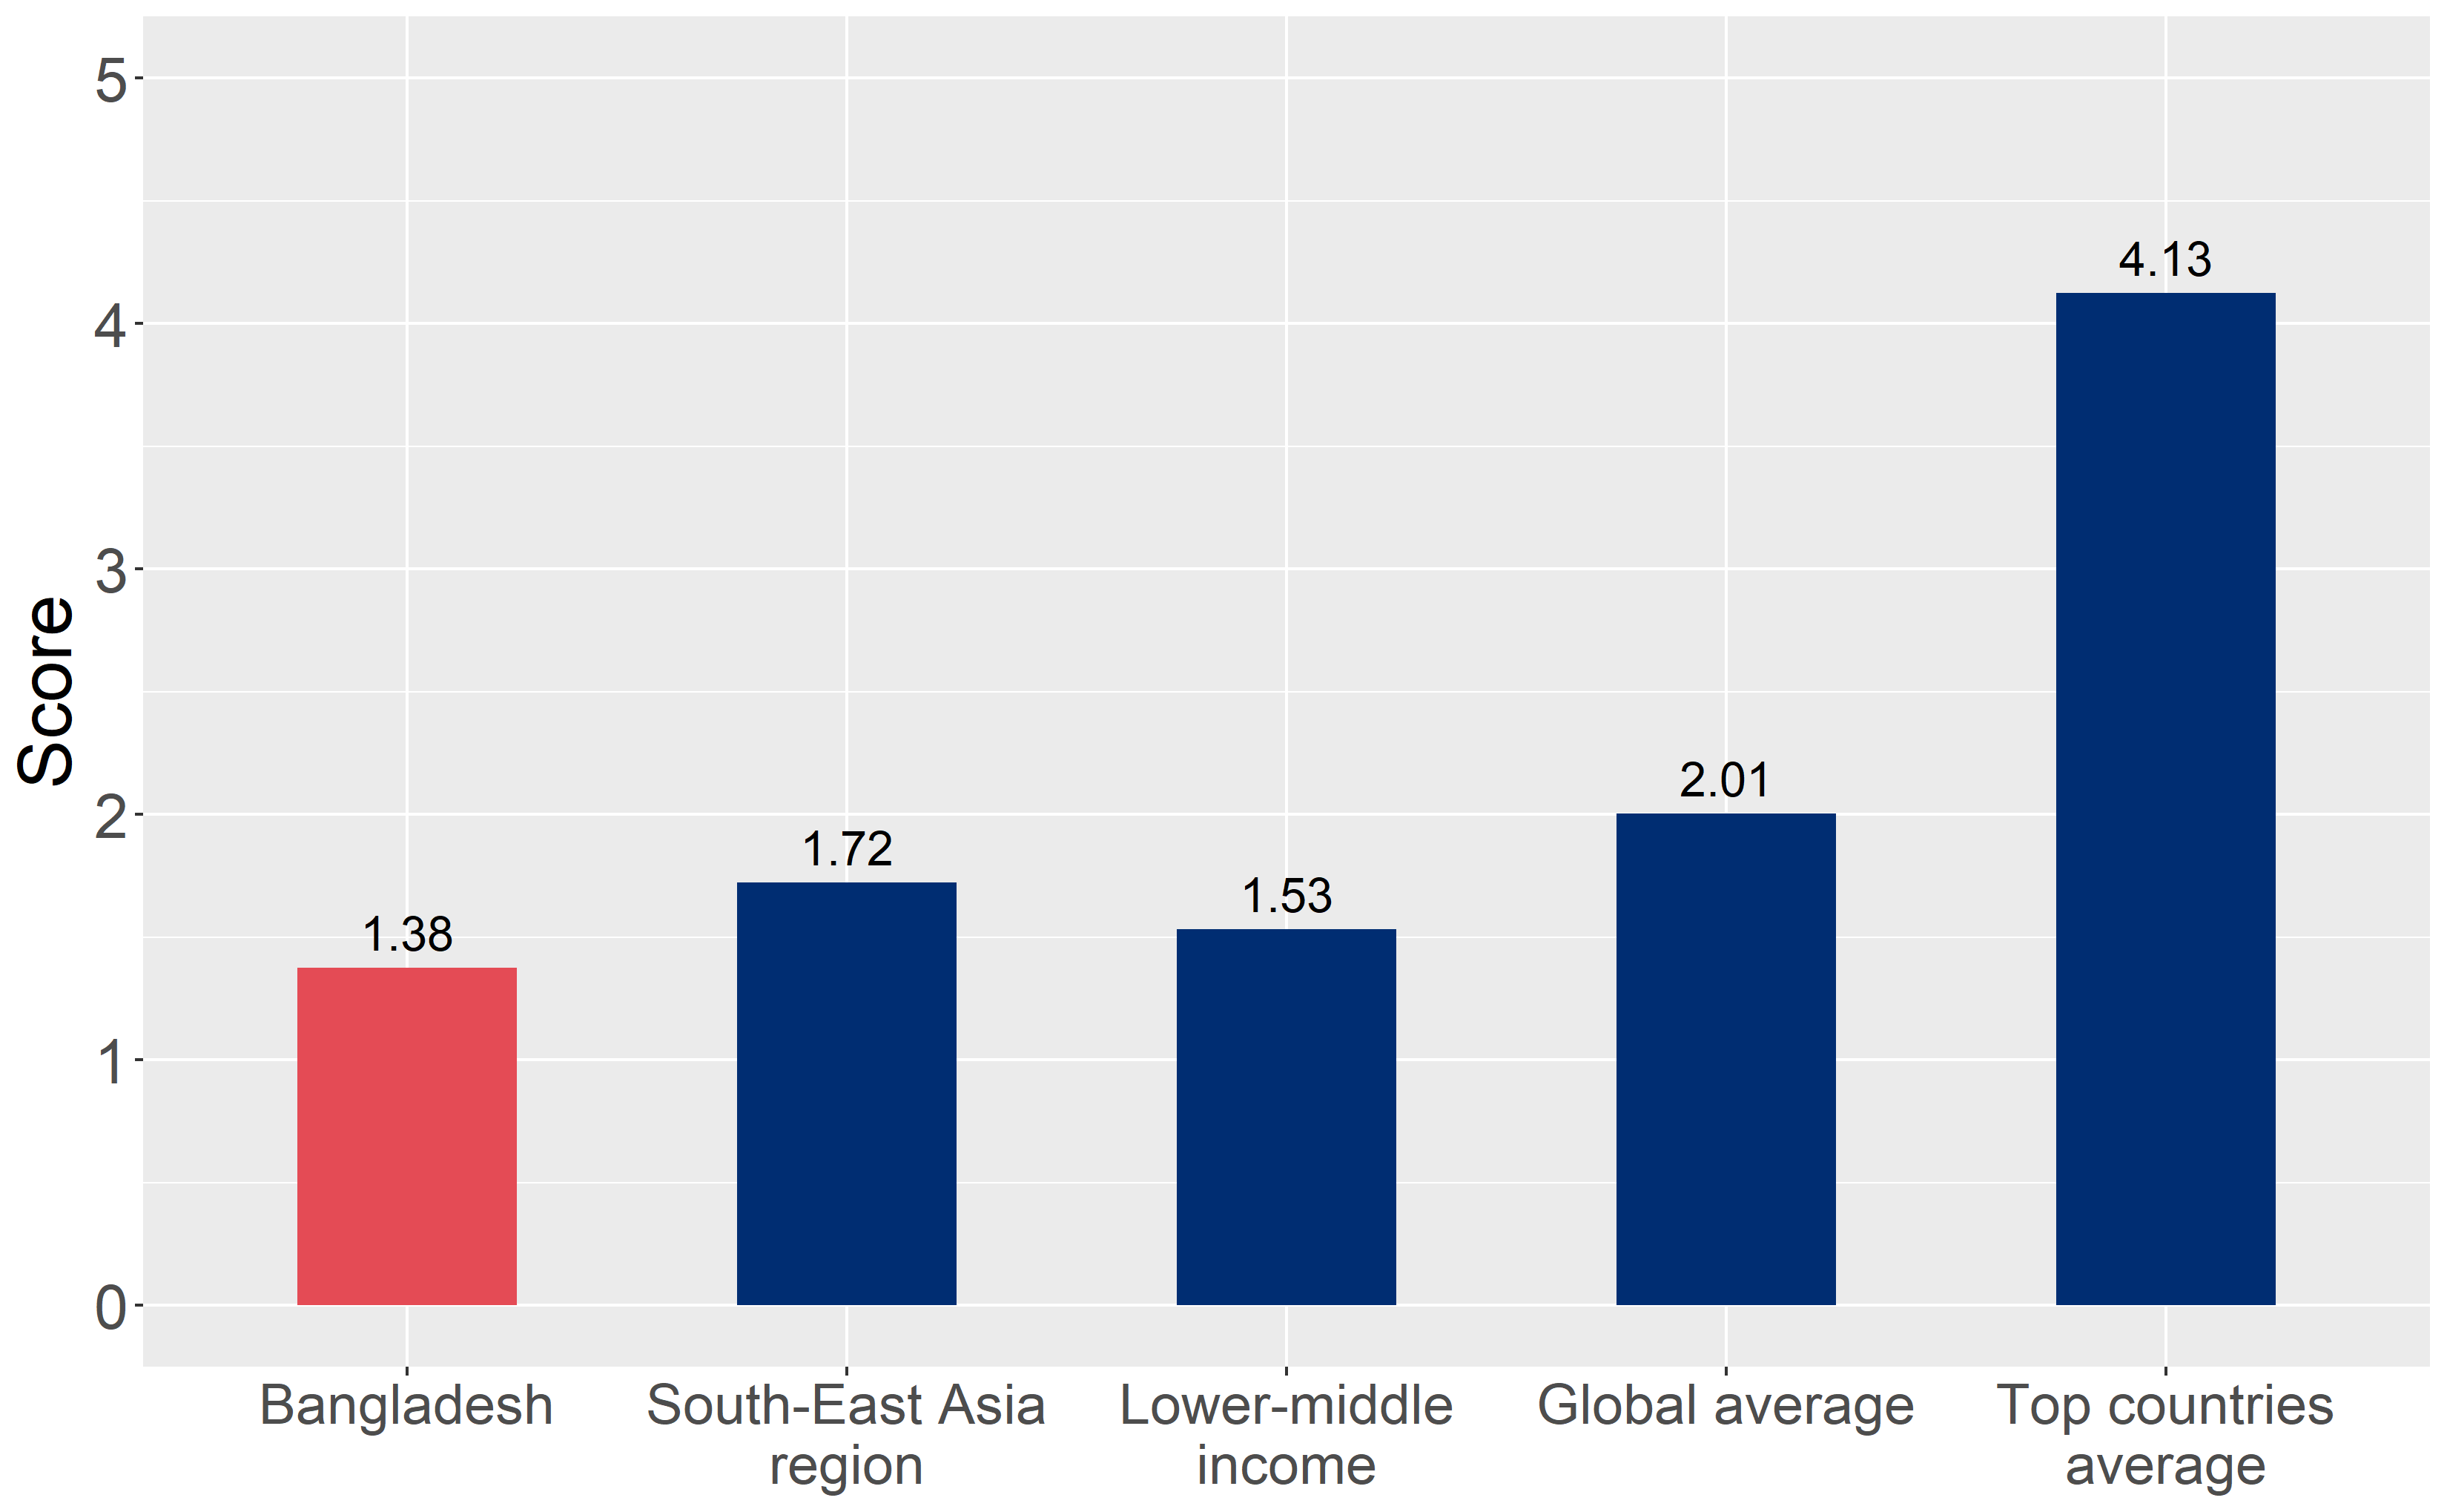 Score
5
4
3
2
1
0
1.38
1.72
1.53
2.01
4.13
Bangladesh
South-East Asia
region
Lower-middle
income
Global average
Top countries
average